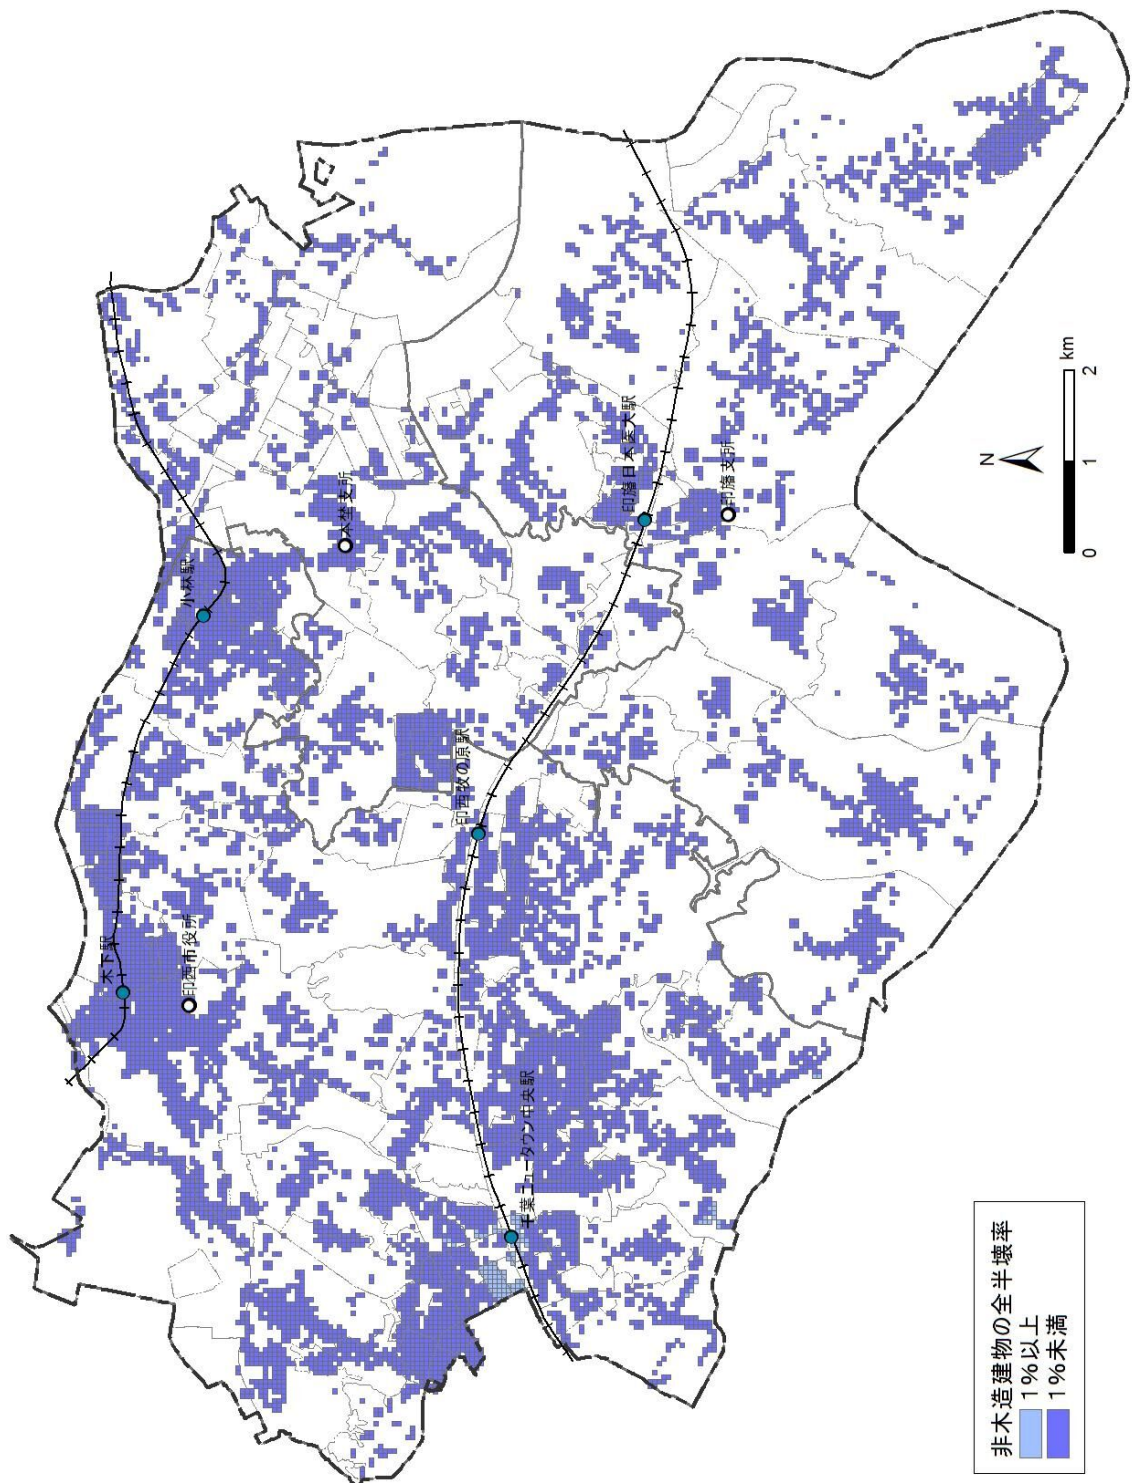 木下駅
印西市役所
小林駅
本埜支所
千葉ニュータウン中央駅
印西牧の原駅
印旛日本医大駅
印旛支所
N
0 1 2 km
非木造建物の全半壊率
1%以上
1%未満